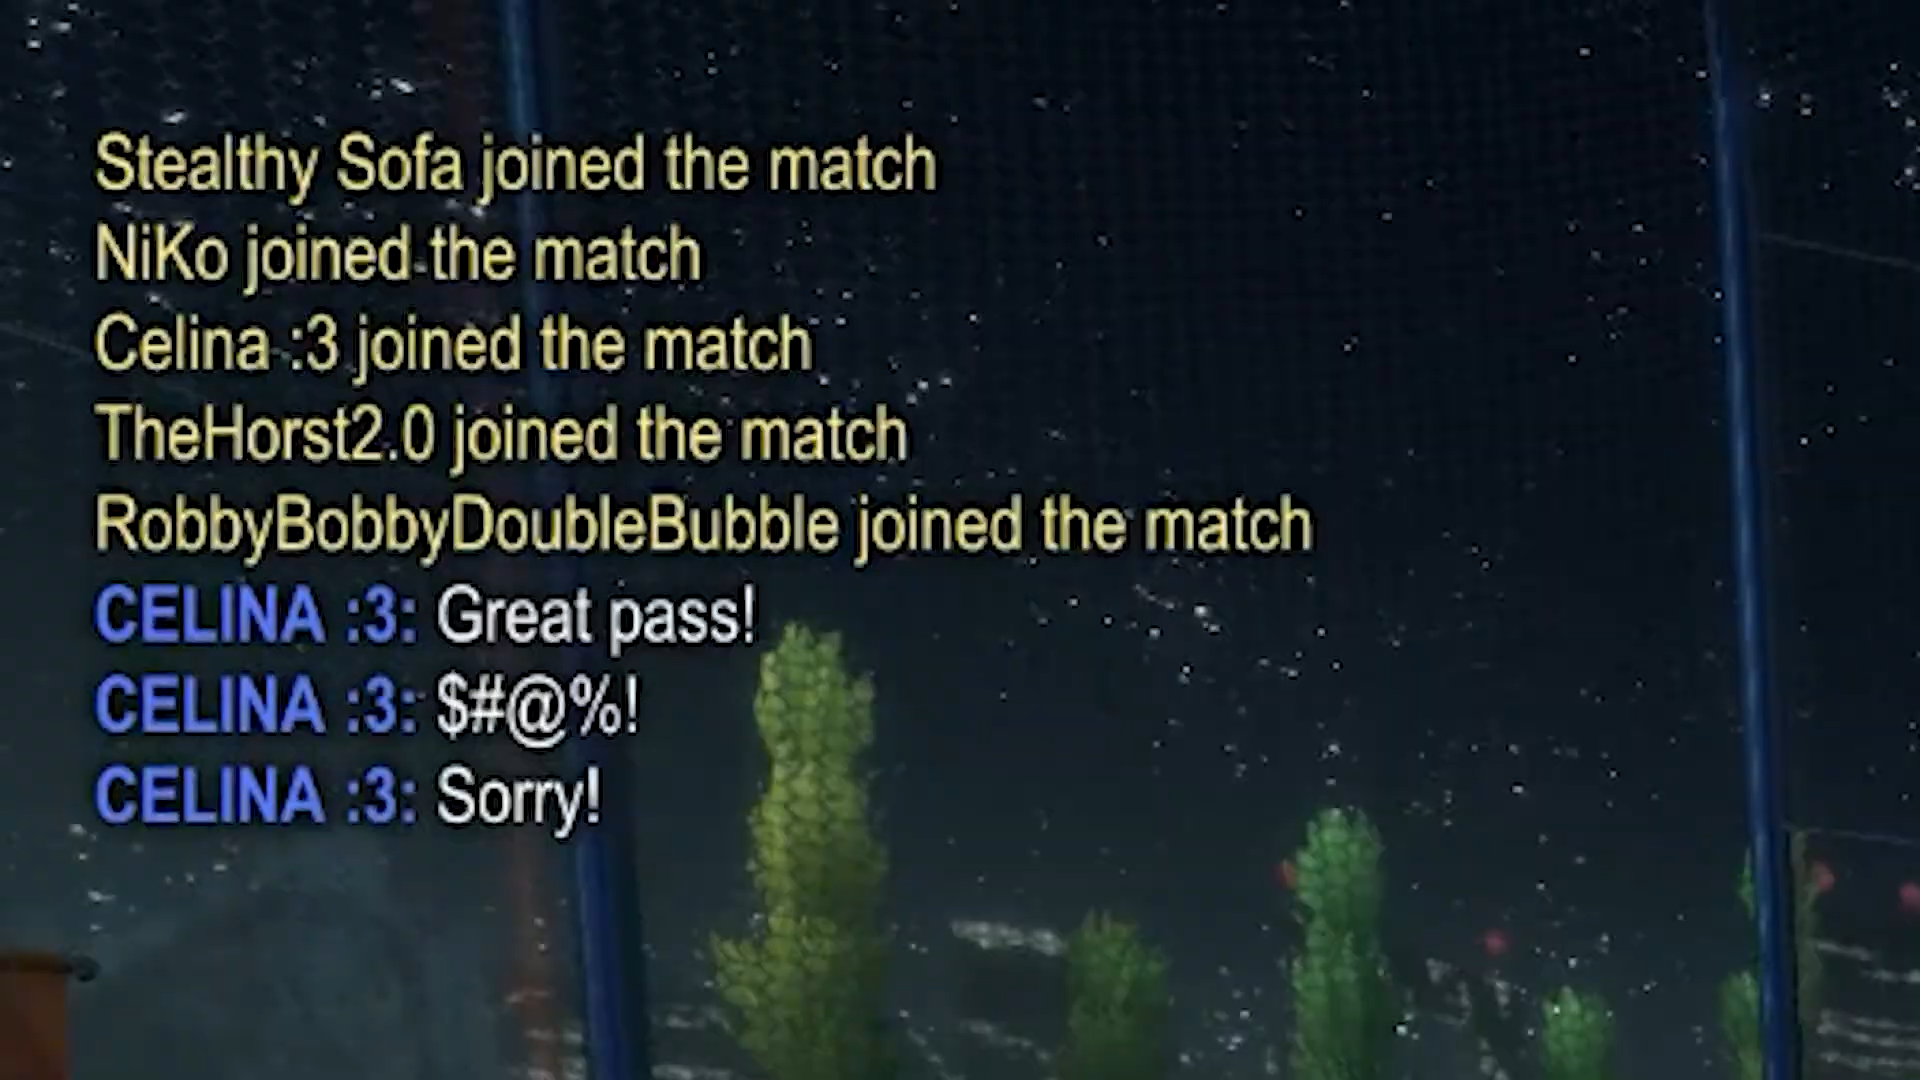 Stealthy Sofa joined the match
NiKo joined the match
Celina :3 joined the match
TheHorst2.0 joined the match
RobbyBobbyDoubleBubble joined the match
CELINA :3: Great pass!
CELINA :3: $#@%!
CELINA :3: Sorry!